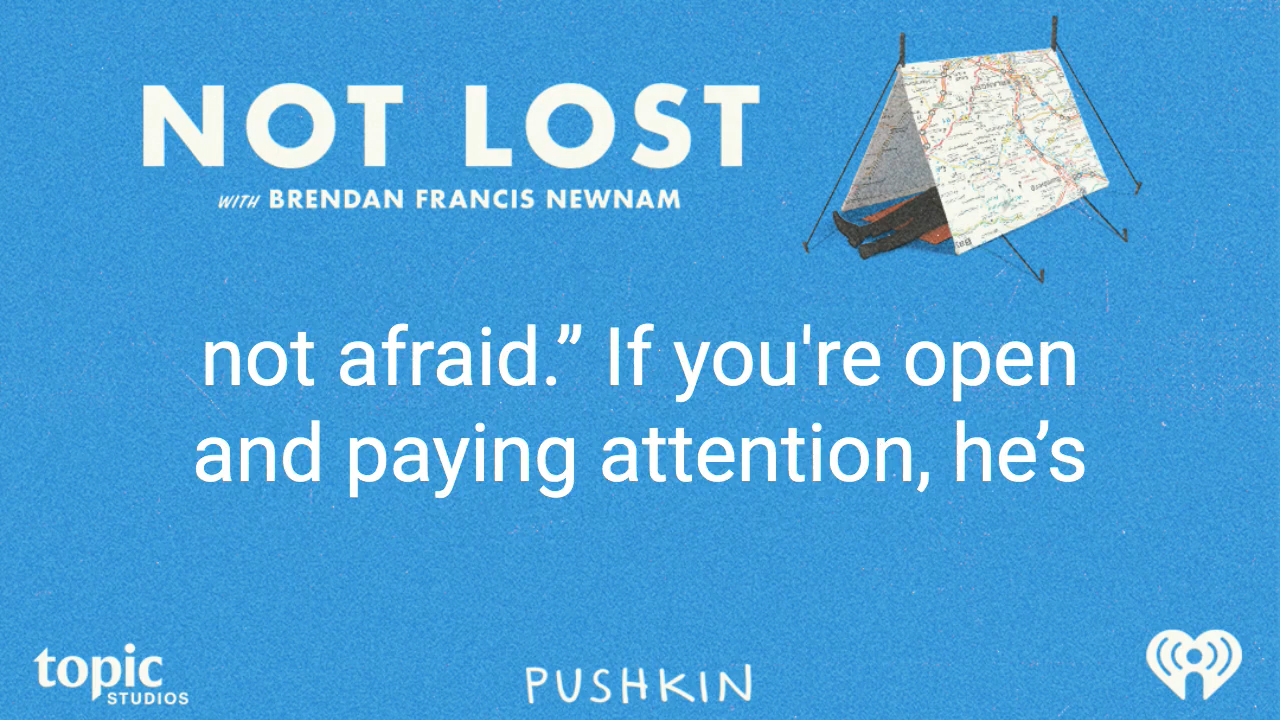 NOT LOST
WITH BRENDAN FRANCIS NEWNAM
not afraid.” If you're open
and paying attention, he’s
topic
STUDIOS
PUSHKIN